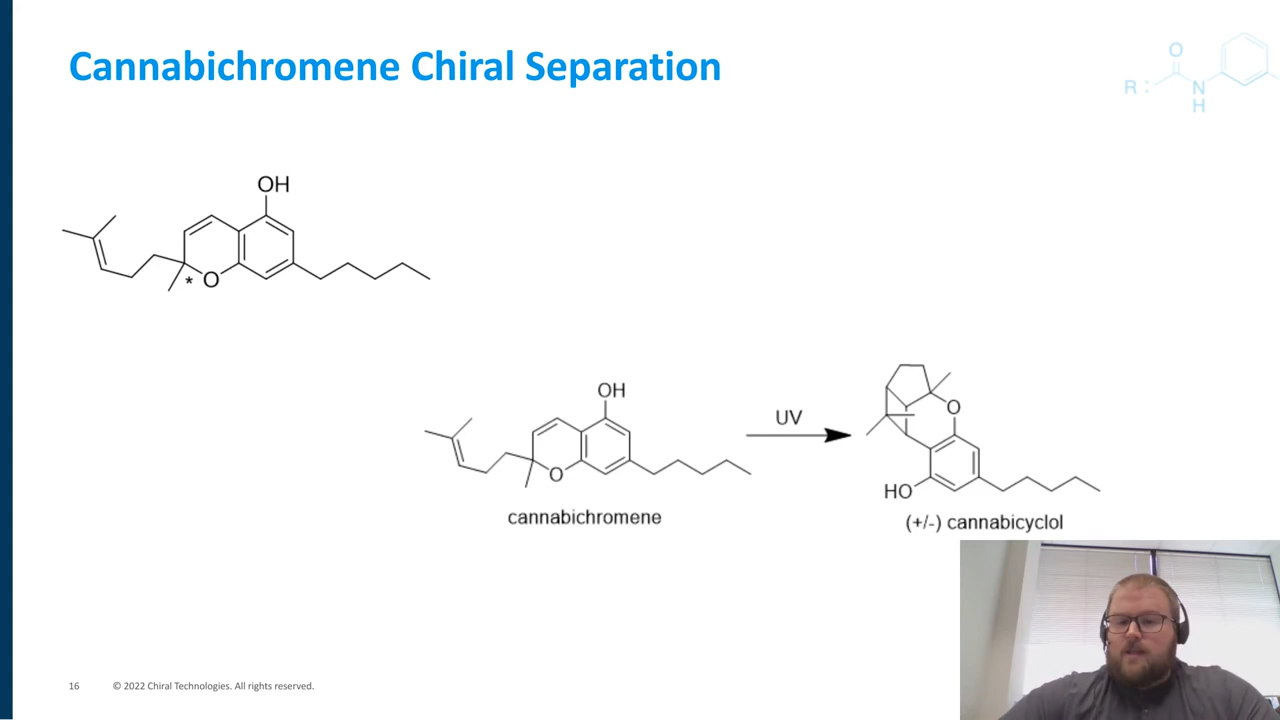 Cannabichromene Chiral Separation
O
R :
N
H
OH
* O
OH
O
cannabichromene
UV
O
HO
(+/-) cannabicyclol
16 © 2022 Chiral Technologies. All rights reserved.